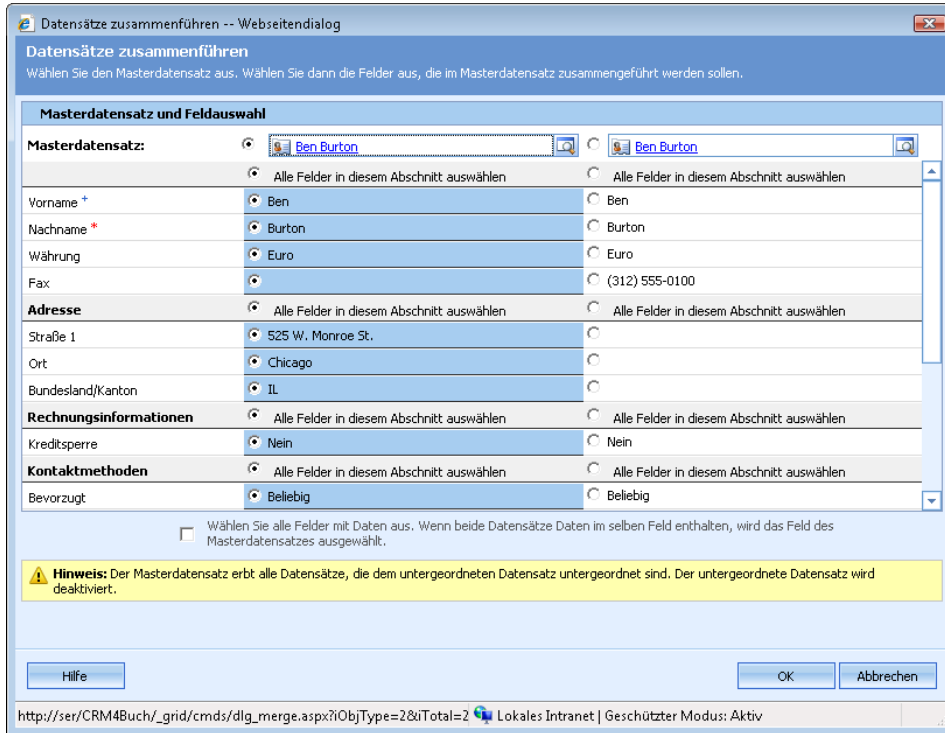 Datensätze zusammenführen -- Webseitendialog
Datensätze zusammenführen
Wählen Sie den Masterdatensatz aus. Wählen Sie dann die Felder aus, die im Masterdatensatz zusammengeführt werden sollen.
Masterdatensatz und Feldauswahl
Masterdatensatz: Ben Burton Ben Burton
Alle Felder in diesem Abschnitt auswählen Alle Felder in diesem Abschnitt auswählen
Vorname + Ben Ben
Nachname * Burton Burton
Währung Euro Euro
Fax (312) 555-0100
Adresse Alle Felder in diesem Abschnitt auswählen Alle Felder in diesem Abschnitt auswählen
Straße 1 525 W. Monroe St.
Ort Chicago
Bundesland/Kanton IL
Rechnungsinformationen Alle Felder in diesem Abschnitt auswählen Alle Felder in diesem Abschnitt auswählen
Kreditsperre Nein Nein
Kontaktmethoden Alle Felder in diesem Abschnitt auswählen Alle Felder in diesem Abschnitt auswählen
Bevorzugt Beliebig Beliebig
Wählen Sie alle Felder mit Daten aus. Wenn beide Datensätze Daten im selben Feld enthalten, wird das Feld des
Masterdatensatzes ausgewählt.
Hinweis: Der Masterdatensatz erbt alle Datensätze, die dem untergeordneten Datensatz untergeordnet sind. Der untergeordnete Datensatz wird
deaktiviert.
Hilfe OK Abbrechen
http://ser/CRM4Buch/_grid/cmds/dlg_merge.aspx?iObjType=2&iTotal=2 Lokales Intranet | Geschützter Modus: Aktiv